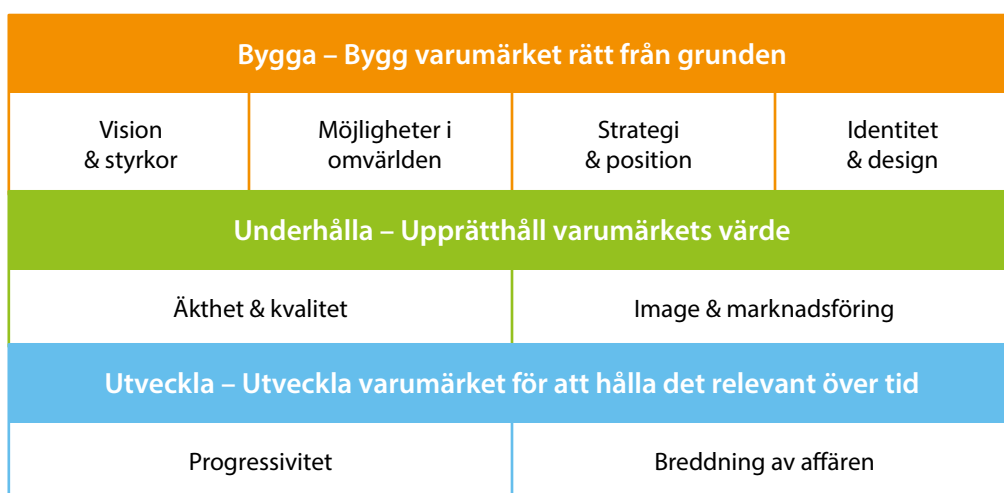 Bygga – Bygg varumärket rätt från grunden
Vision
& styrkor
Möjligheter i
omvärlden
Strategi
& position
Identitet
& design
Underhålla – Upprätthåll varumärkets värde
Äkthet & kvalitet
Image & marknadsföring
Utveckla – Utveckla varumärket för att hålla det relevant över tid
Progressivitet
Breddning av affären